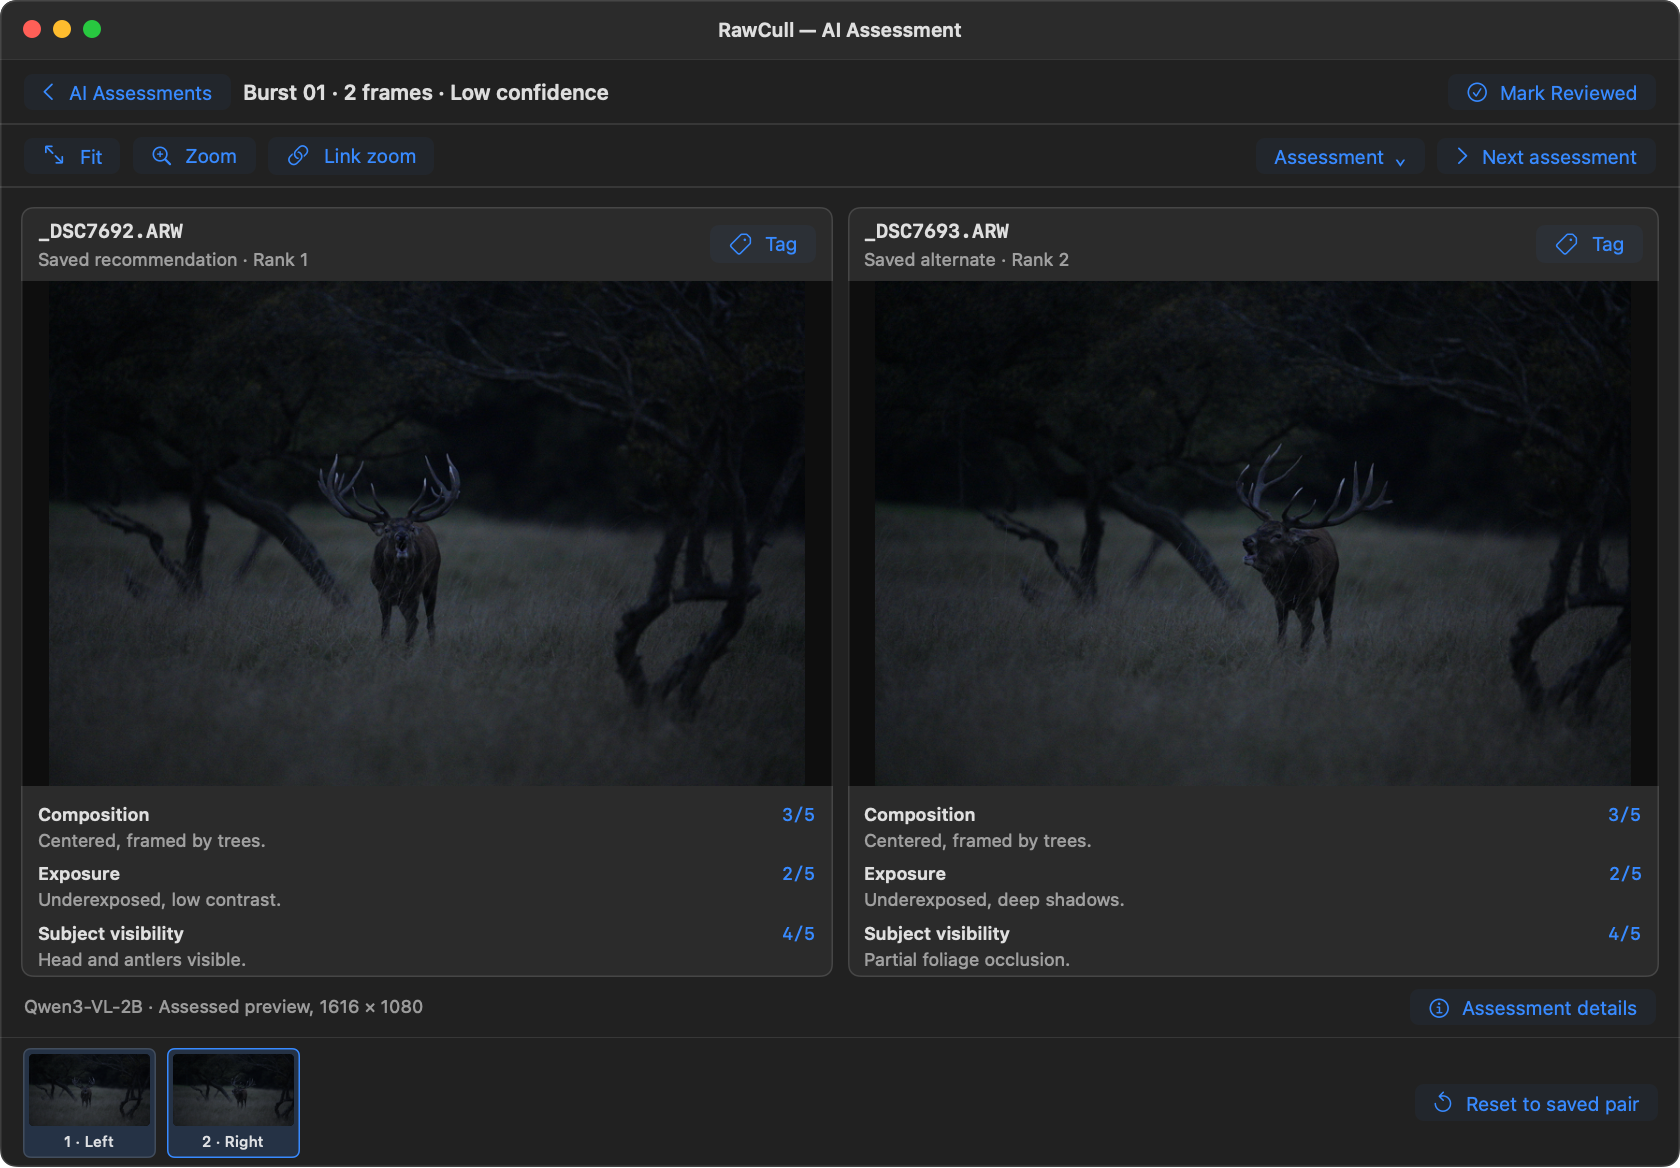 RawCull — AI Assessment
AI Assessments
Burst 01 · 2 frames · Low confidence
Mark Reviewed
Fit
Zoom
Link zoom
Assessment
Next assessment
_DSC7692.ARW
Saved recommendation · Rank 1
Tag
_DSC7693.ARW
Saved alternate · Rank 2
Tag
Composition 3/5
Centered, framed by trees.
Exposure 2/5
Underexposed, low contrast.
Subject visibility 4/5
Head and antlers visible.
Composition 3/5
Centered, framed by trees.
Exposure 2/5
Underexposed, deep shadows.
Subject visibility 4/5
Partial foliage occlusion.
Qwen3-VL-2B · Assessed preview, 1616 × 1080
Assessment details
1 · Left
2 · Right
Reset to saved pair